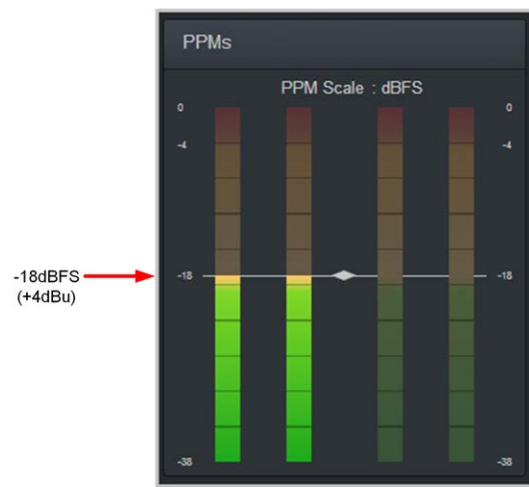 PPMs
PPM Scale : dBFS
0 0
-4 -4
-18dBFS
(+4dBu)
-18 -18
-38 -38